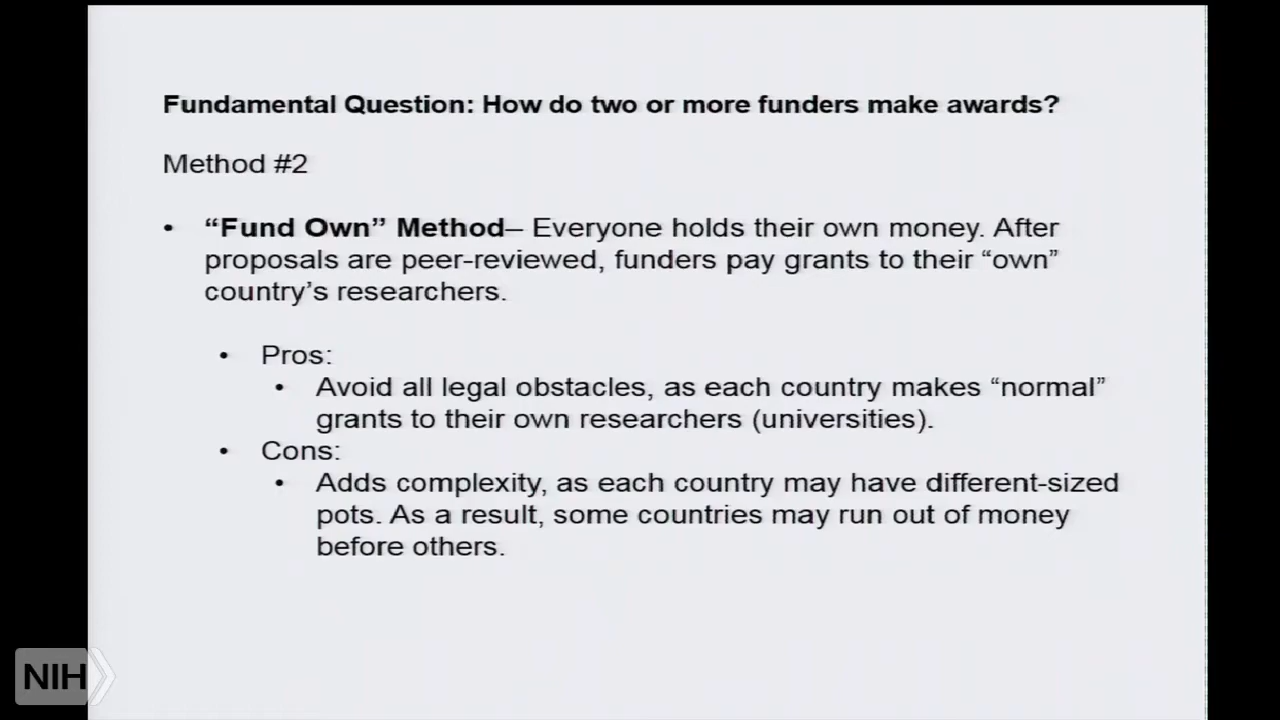 Fundamental Question: How do two or more funders make awards?
Method #2
• “Fund Own” Method– Everyone holds their own money. After
proposals are peer-reviewed, funders pay grants to their “own”
country’s researchers.
• Pros:
• Avoid all legal obstacles, as each country makes “normal”
grants to their own researchers (universities).
• Cons:
• Adds complexity, as each country may have different-sized
pots. As a result, some countries may run out of money
before others.
NIH